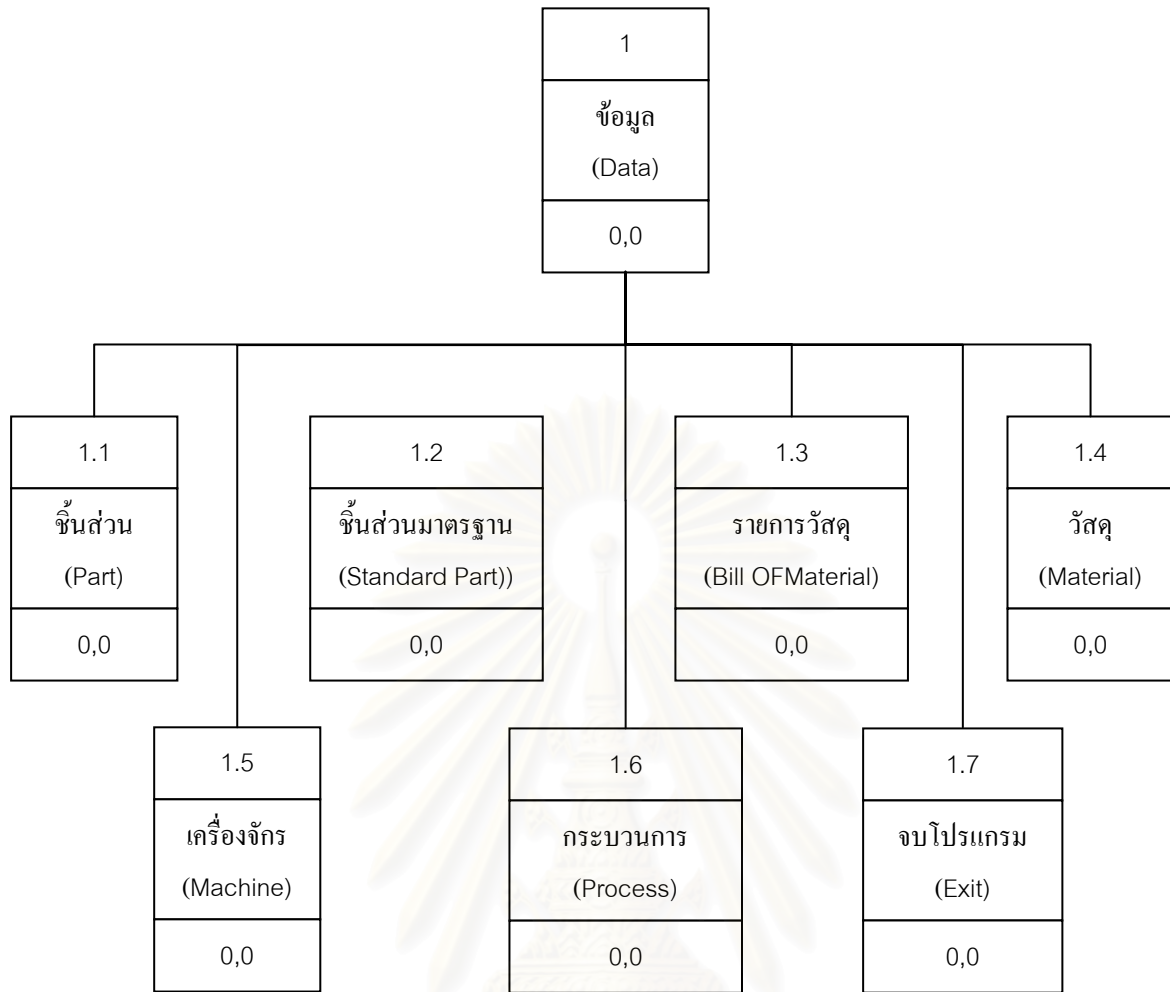 1
ข้อมูล
(Data)
0,0
1.1
ชิ้นส่วน
(Part)
0,0
1.2
ชิ้นส่วนมาตรฐาน
(Standard Part))
0,0
1.3
รายการวัสดุ
(Bill OFMaterial)
0,0
1.4
วัสดุ
(Material)
0,0
1.5
เครื่องจักร
(Machine)
0,0
1.6
กระบวนการ
(Process)
0,0
1.7
จบโปรแกรม
(Exit)
0,0